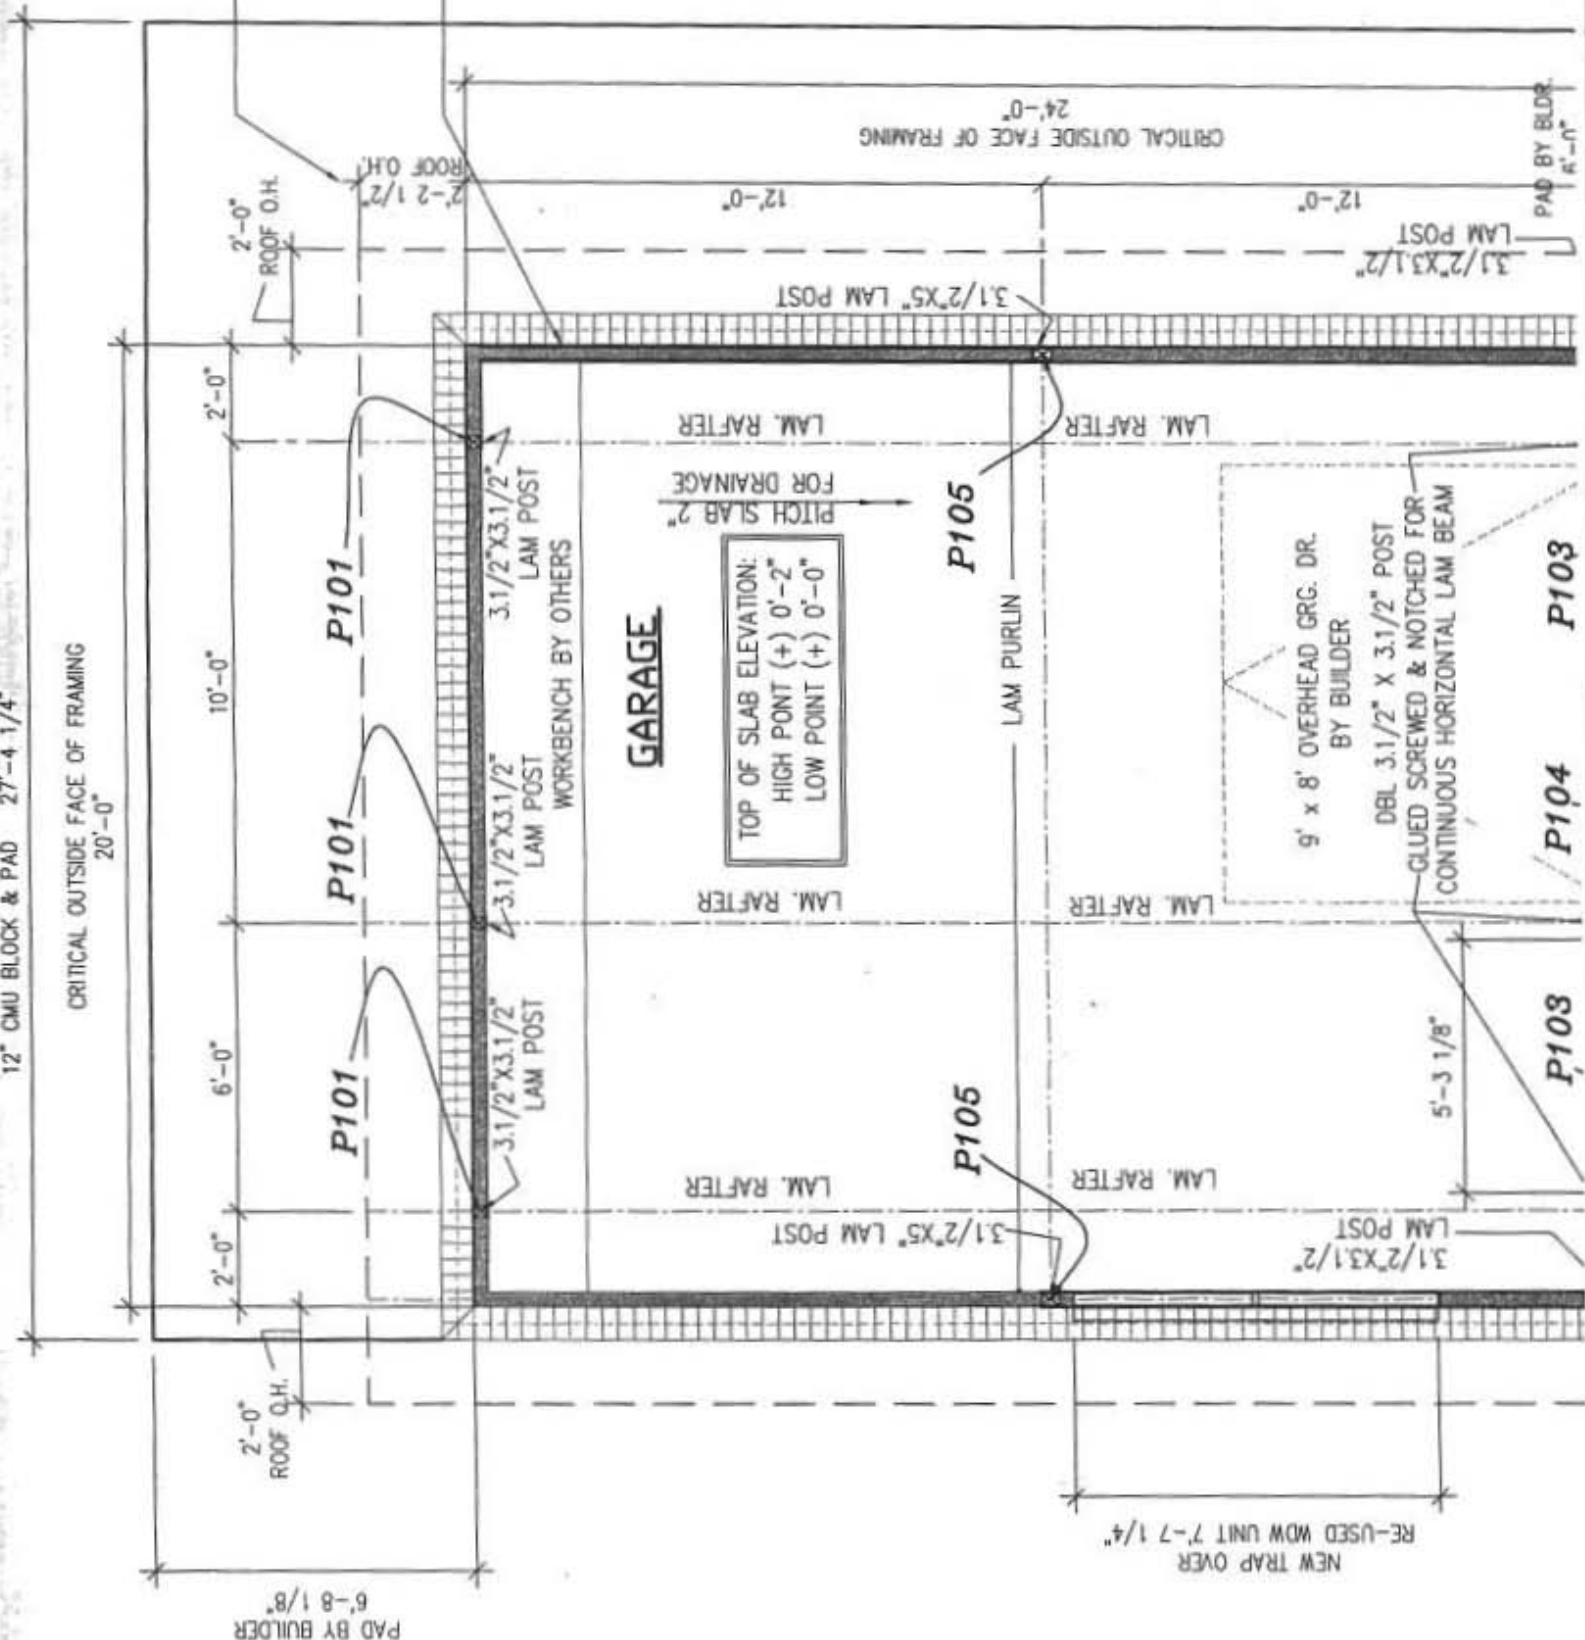 12" CMU BLOCK & PAD 27'-4 1/4"
CRITICAL OUTSIDE FACE OF FRAMING
20'-0"
2'-0"
10'-0"
6'-0"
2'-0"
2'-0"
ROOF O.H.
2'-2 1/2"
ROOF O.H.
CRITICAL OUTSIDE FACE OF FRAMING
24'-0"
12'-0"
12'-0"
PAD BY BLDR.
3.1/2"X3.1/2"
LAM POST
3.1/2"X5" LAM POST
P101
P101
P101
3.1/2"X3.1/2"
LAM POST
3.1/2"X3.1/2"
LAM POST
3.1/2"X3.1/2"
LAM POST
WORKBENCH BY OTHERS
GARAGE
LAM. RAFTER
LAM. RAFTER
LAM. RAFTER
PITCH SLAB 2"
FOR DRAINAGE
TOP OF SLAB ELEVATION:
HIGH PONT (+) 0'-2"
LOW POINT (+) 0'-0"
P105
P105
LAM PURLIN
LAM. RAFTER
LAM. RAFTER
LAM. RAFTER
3.1/2"X5" LAM POST
9' x 8' OVERHEAD GRG. DR.
BY BUILDER
DBL 3.1/2" X 3.1/2" POST
GLUED SCREWED & NOTCHED FOR
CONTINUOUS HORIZONTAL LAM BEAM
5'-3 1/8"
P103
P104
P103
3.1/2"X3.1/2"
LAM POST
2'-0"
ROOF O.H.
NEW TRAP OVER
RE-USED WDW UNIT 7'-7 1/4"
PAD BY BUILDER
6'-8 1/8"